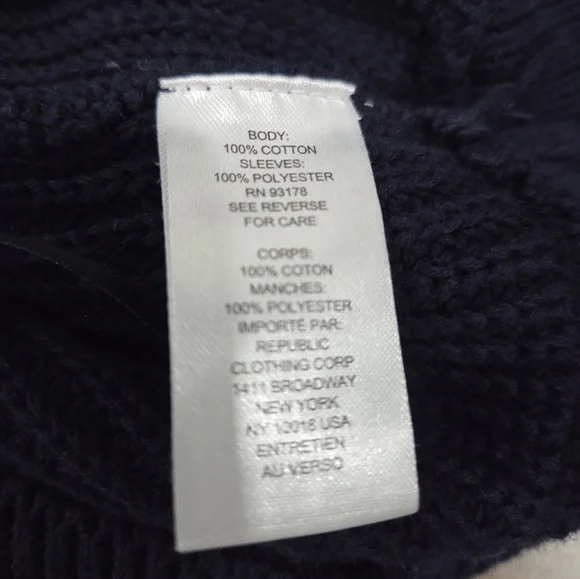 BODY:
100% COTTON
SLEEVES:
100% POLYESTER
RN 93178
SEE REVERSE
FOR CARE
CORPS:
100% COTON
MANCHES:
100% POLYESTER
IMPORTÉ PAR:
REPUBLIC
CLOTHING CORP
1411 BROADWAY
NEW YORK
NY 10018 USA
ENTRETIEN
AU VERSO